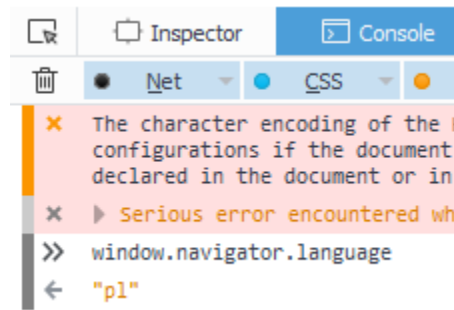 Inspector Console
Net CSS
The character encoding of the
configurations if the document
declared in the document or in
Serious error encountered
window.navigator.language
"pl"